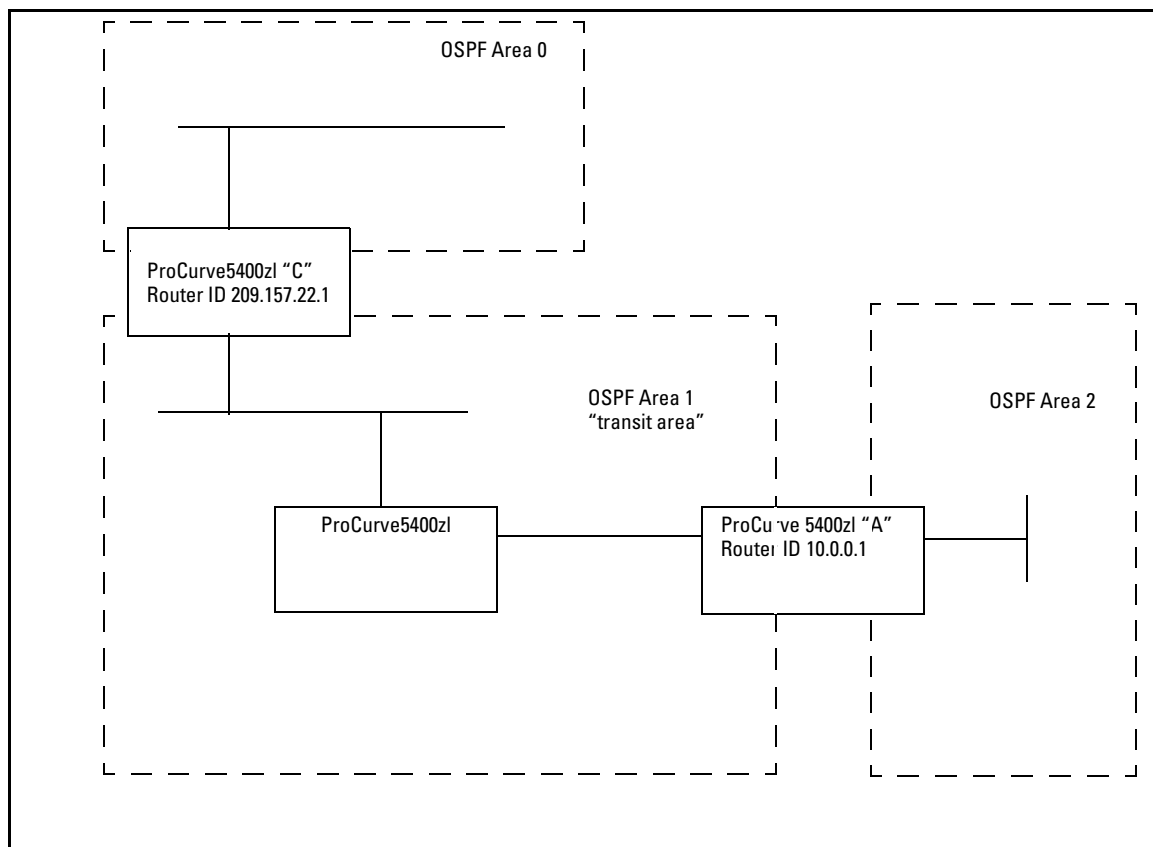 OSPF Area 0
ProCurve5400zl “C”
Router ID 209.157.22.1
OSPF Area 1
“transit area”
OSPF Area 2
ProCurve5400zl
ProCurve 5400zl “A”
Router ID 10.0.0.1